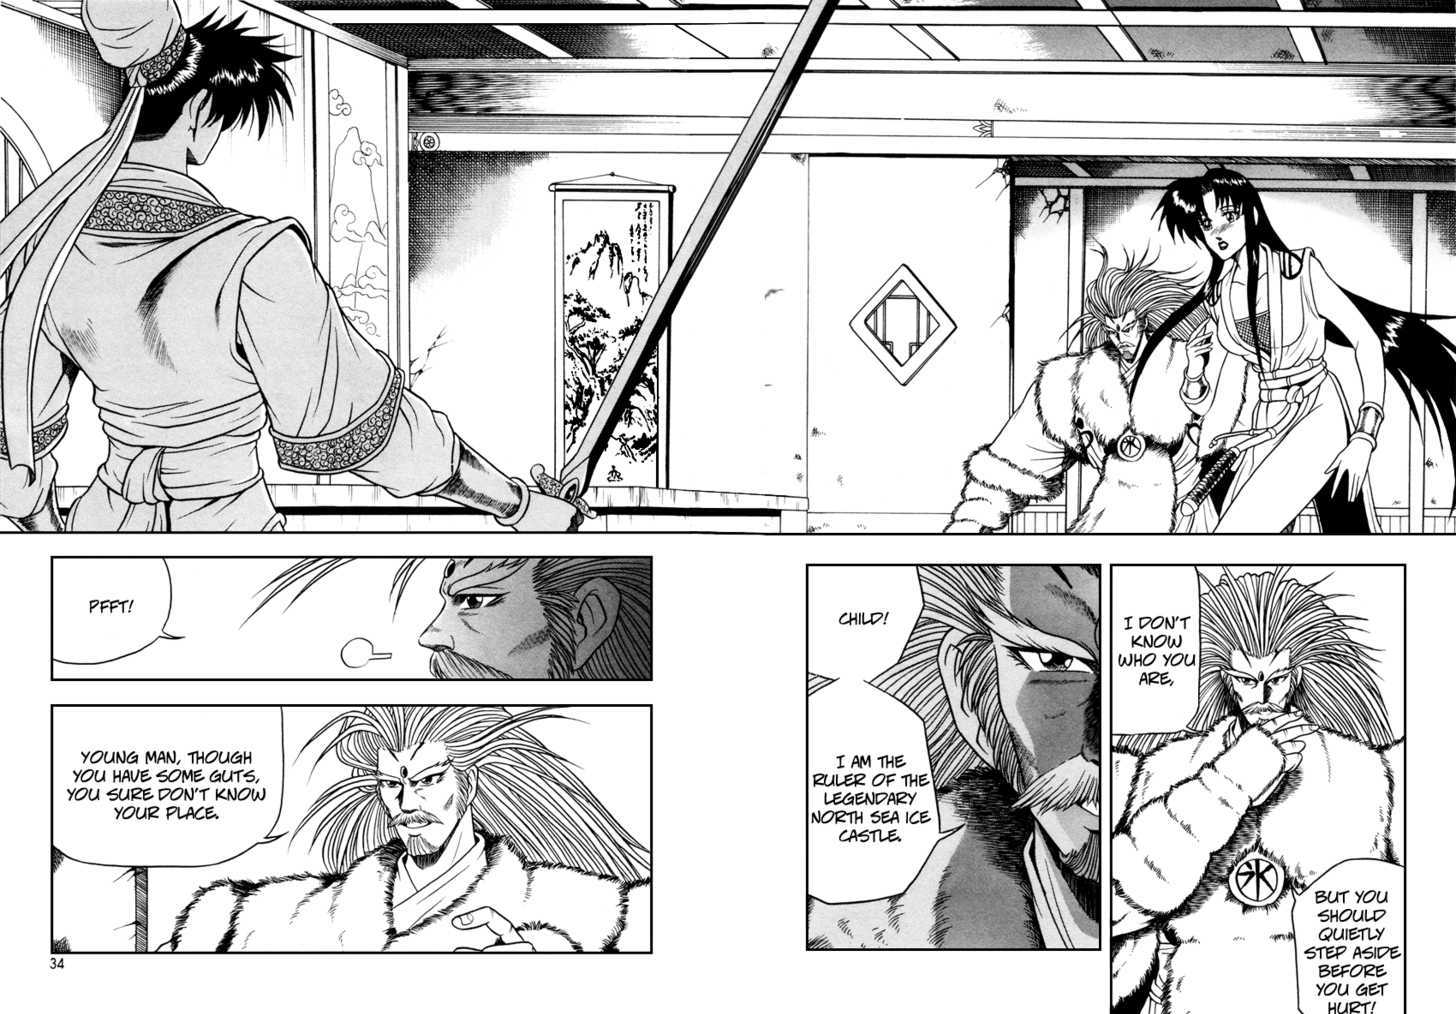 I DON'T
KNOW
WHO YOU
ARE,
BUT YOU
SHOULD
QUIETLY
STEP ASIDE
BEFORE
YOU GET
HURT!
CHILD!
I AM THE
RULER OF THE
LEGENDARY
NORTH SEA ICE
CASTLE.
PFFT!
YOUNG MAN, THOUGH
YOU HAVE SOME GUTS,
YOU SURE DON'T KNOW
YOUR PLACE.
34